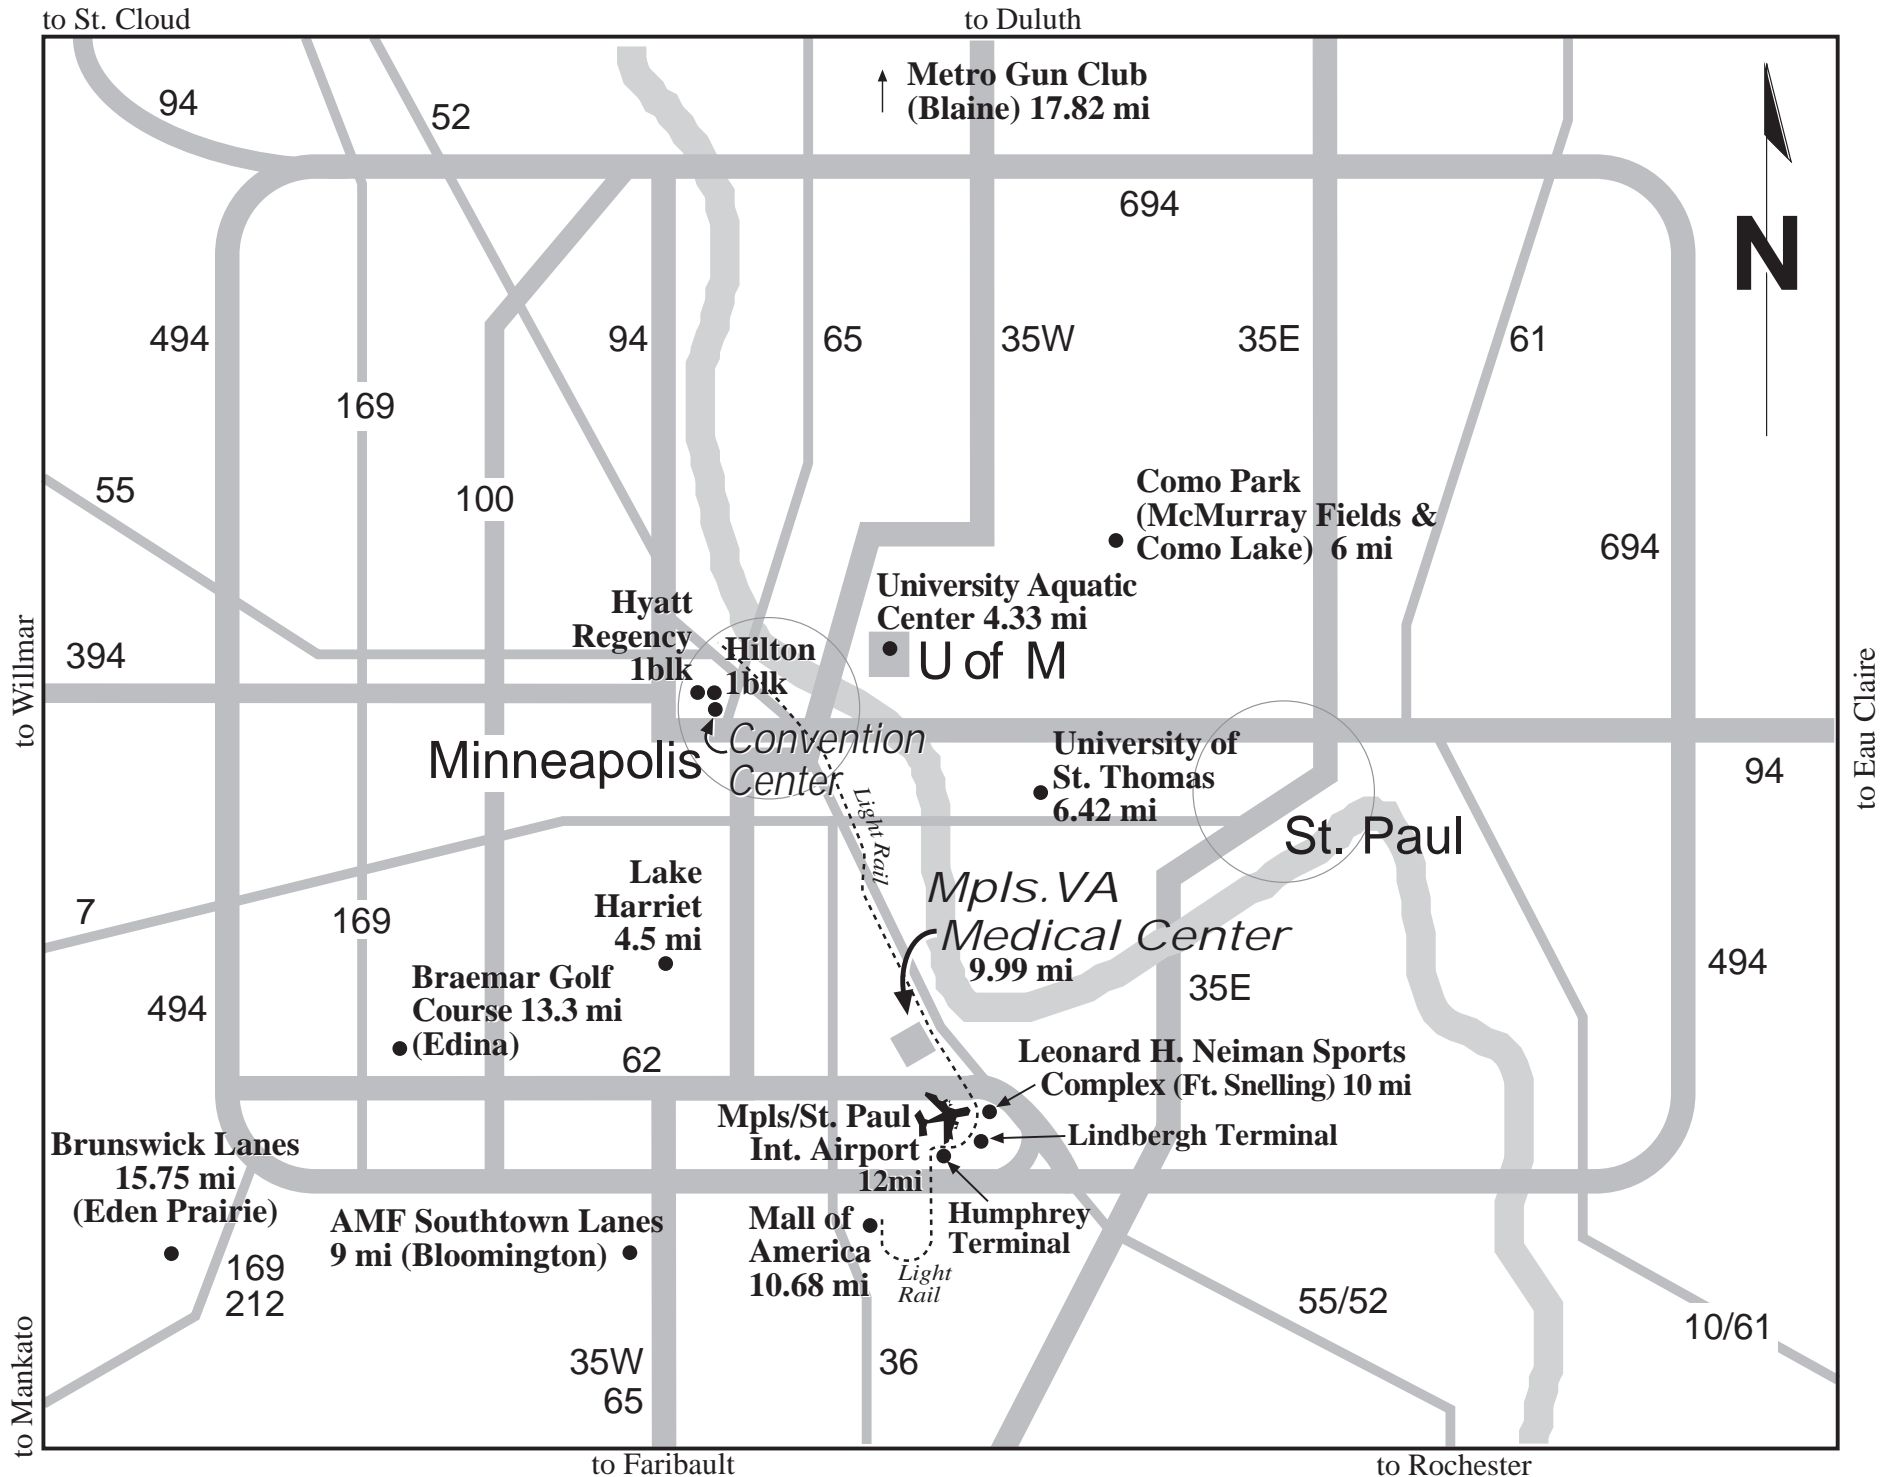 to St. Cloud
to Duluth
Metro Gun Club
(Blaine) 17.82 mi
94
52
694
N
494
94
65
35W
35E
61
169
55
100
Como Park
(McMurray Fields &
Como Lake) 6 mi
694
University Aquatic
Center 4.33 mi
U of M
Hyatt
Regency
1blk
Hilton
1blk
to Wilmar
394
to Eau Claire
Minneapolis
Convention
Center
University of
St. Thomas
6.42 mi
94
Light Rail
St. Paul
Lake
Harriet
4.5 mi
Mpls.VA
Medical Center
9.99 mi
7
169
Braemar Golf
Course 13.3 mi
(Edina)
494
494
35E
62
Leonard H. Neiman Sports
Complex (Ft. Snelling) 10 mi
Mpls/St. Paul
Int. Airport
12mi
Lindbergh Terminal
Brunswick Lanes
15.75 mi
(Eden Prairie)
AMF Southtown Lanes
9 mi (Bloomington)
Mall of
America
10.68 mi
Humphrey
Terminal
Light
Rail
169
212
55/52
10/61
to Mankato
35W
65
36
to Faribault
to Rochester